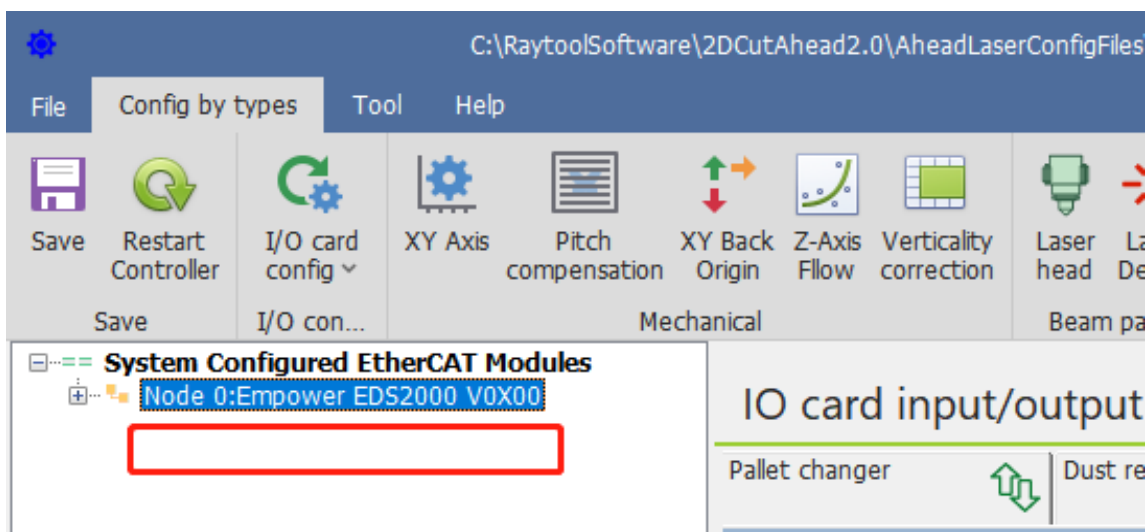 C:\RaytoolSoftware\2DCutAhead2.0\AheadLaserConfigFiles\
File Config by types Tool Help
Save Restart Controller I/O card config XY Axis Pitch compensation XY Back Origin Z-Axis Fllow Verticality correction Laser head
Save I/O con... Mechanical Beam
System Configured EtherCAT Modules
Node 0:Empower EDS2000 V0X00
IO card input/output
Pallet changer Dust